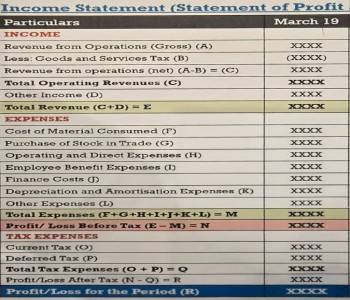 Income Statement (Statement of Profit
Particulars March 19
INCOME
Revenue from Operations (Gross) (A) XXXX
Less: Goods and Services Tax (B) (XXXX)
Revenue from operations (net) (A-B) = (C) XXXX
Total Operating Revenues (C) XXXX
Other Income (D) XXXX
Total Revenue (C+D) = E XXXX
EXPENSES
Cost of Material Consumed (F) XXXX
Purchase of Stock in Trade (G) XXXX
Operating and Direct Expenses (H) XXXX
Employee Benefit Expenses (I) XXXX
Finance Costs (J) XXXX
Depreciation and Amortisation Expenses (K) XXXX
Other Expenses (L) XXXX
Total Expenses (F+G+H+I+J+K+L) = M XXXX
Profit/ Loss Before Tax (E – M) = N XXXX
TAX EXPENSES
Current Tax (O) XXXX
Deferred Tax (P) XXXX
Total Tax Expenses (O + P) = Q XXXX
Profit/Loss After Tax (N - Q) = R XXXX
Profit/Loss for the Period (R) XXXX